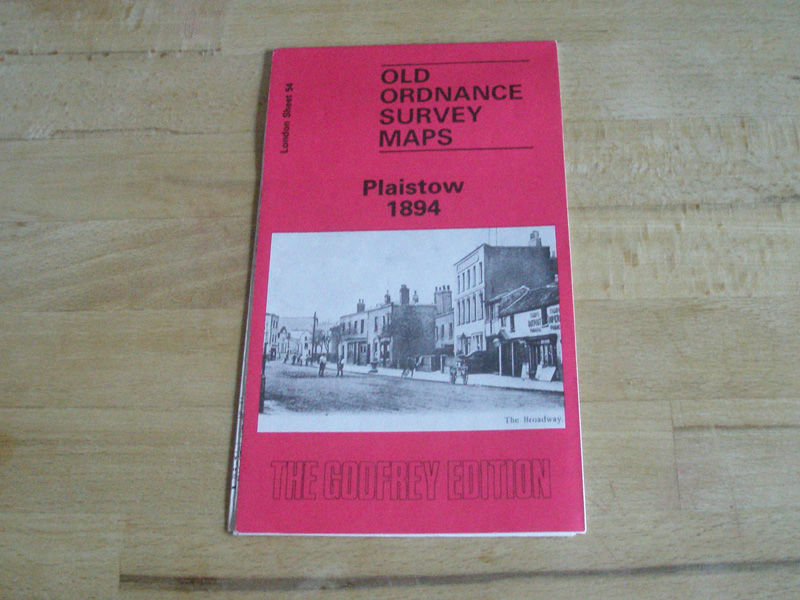 London Sheet 54
OLD
ORDNANCE
SURVEY
MAPS
Plaistow
1894
The Broadway.
THE GODFREY EDITION